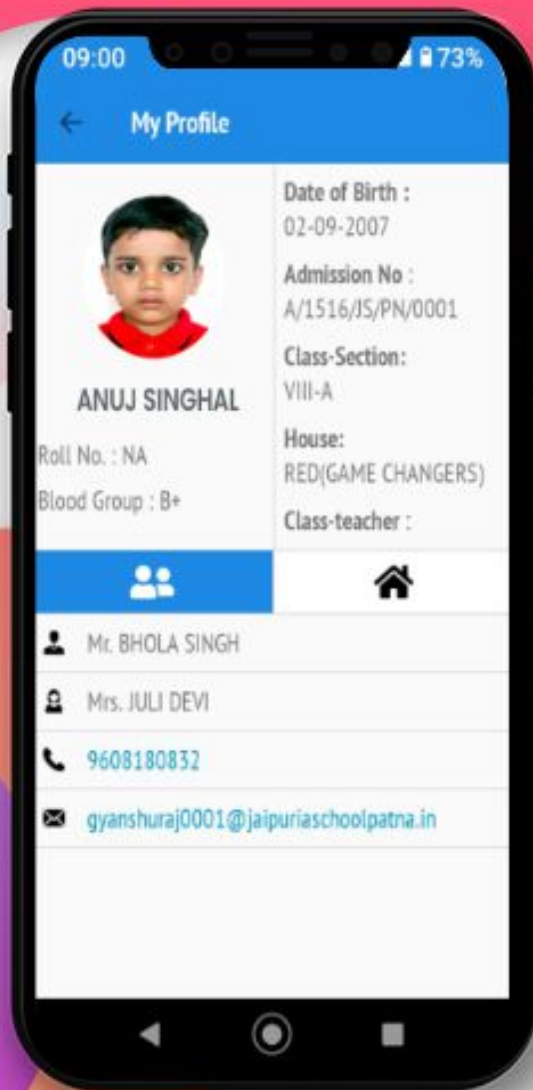 09:00
73%
My Profile
ANUJ SINGHAL
Roll No. : NA
Blood Group : B+
Date of Birth :
02-09-2007
Admission No :
A/1516/JS/PN/0001
Class-Section:
VIII-A
House:
RED(GAME CHANGERS)
Class-teacher :
Mr. BHOLA SINGH
Mrs. JULI DEVI
9608180832
gyanshuraj0001@jaipuriaschoolpatna.in